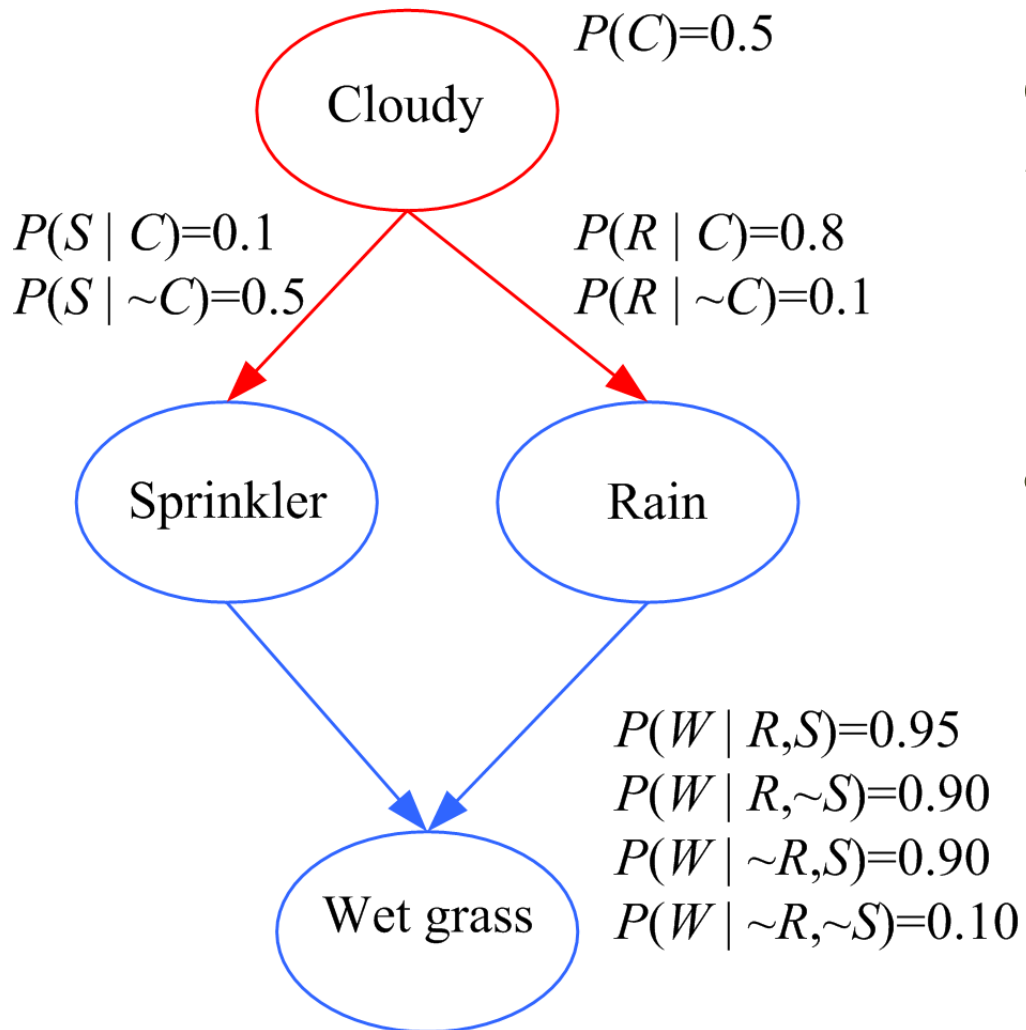 P(C)=0.5
Cloudy
P(S | C)=0.1
P(S | ~C)=0.5
P(R | C)=0.8
P(R | ~C)=0.1
Sprinkler
Rain
P(W | R,S)=0.95
P(W | R,~S)=0.90
P(W | ~R,S)=0.90
P(W | ~R,~S)=0.10
Wet grass